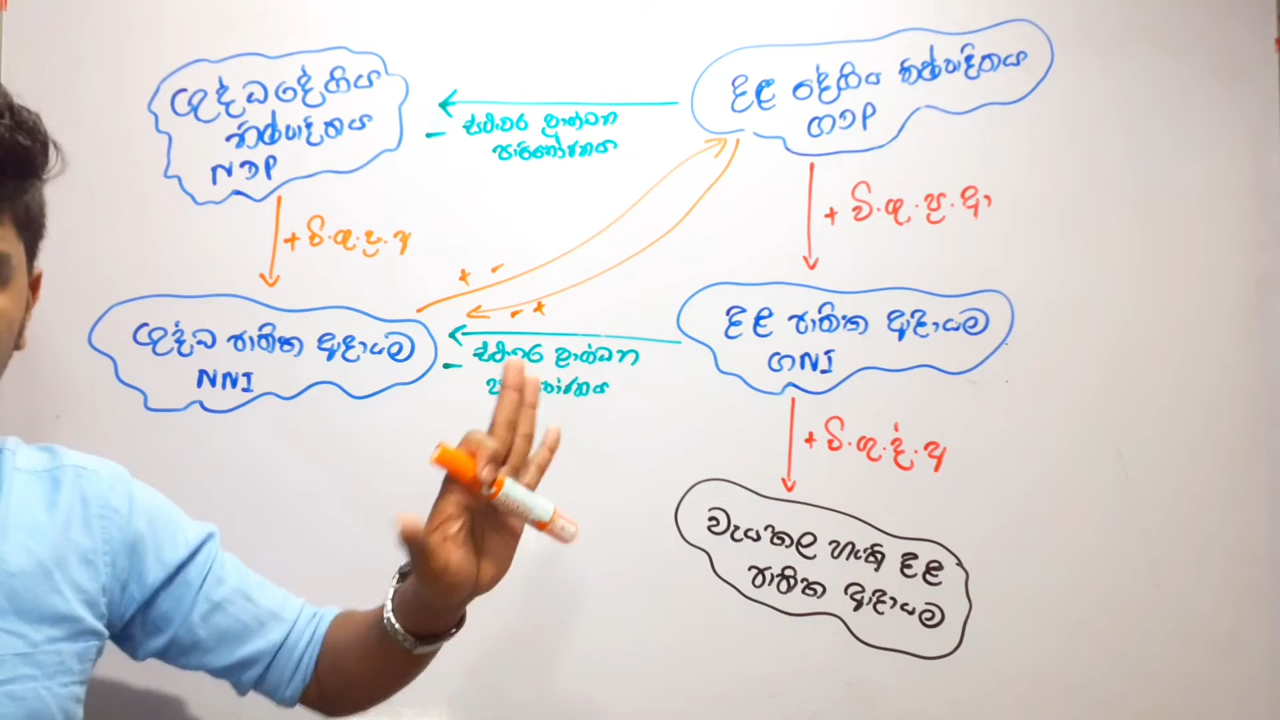 ශුද්ධ දේශීය
නිෂ්පාදිතය
NDP
- ස්ථාවර ප්‍රාග්ධන
පාරිභෝජනය
දළ දේශීය නිෂ්පාදිතය
GDP
+ වි.ශු.ප්‍ර.ආ
+ වි.ශු.ප්‍ර.ආ
+ -
- +
ශුද්ධ ජාතික ආදායම
NNI
- ස්ථාවර ප්‍රාග්ධන
දළ ජාතික ආදායම
GNI
+ වි.ශු.ද්.අ
වැයකල හැකි දළ
ජාතික ආදායම